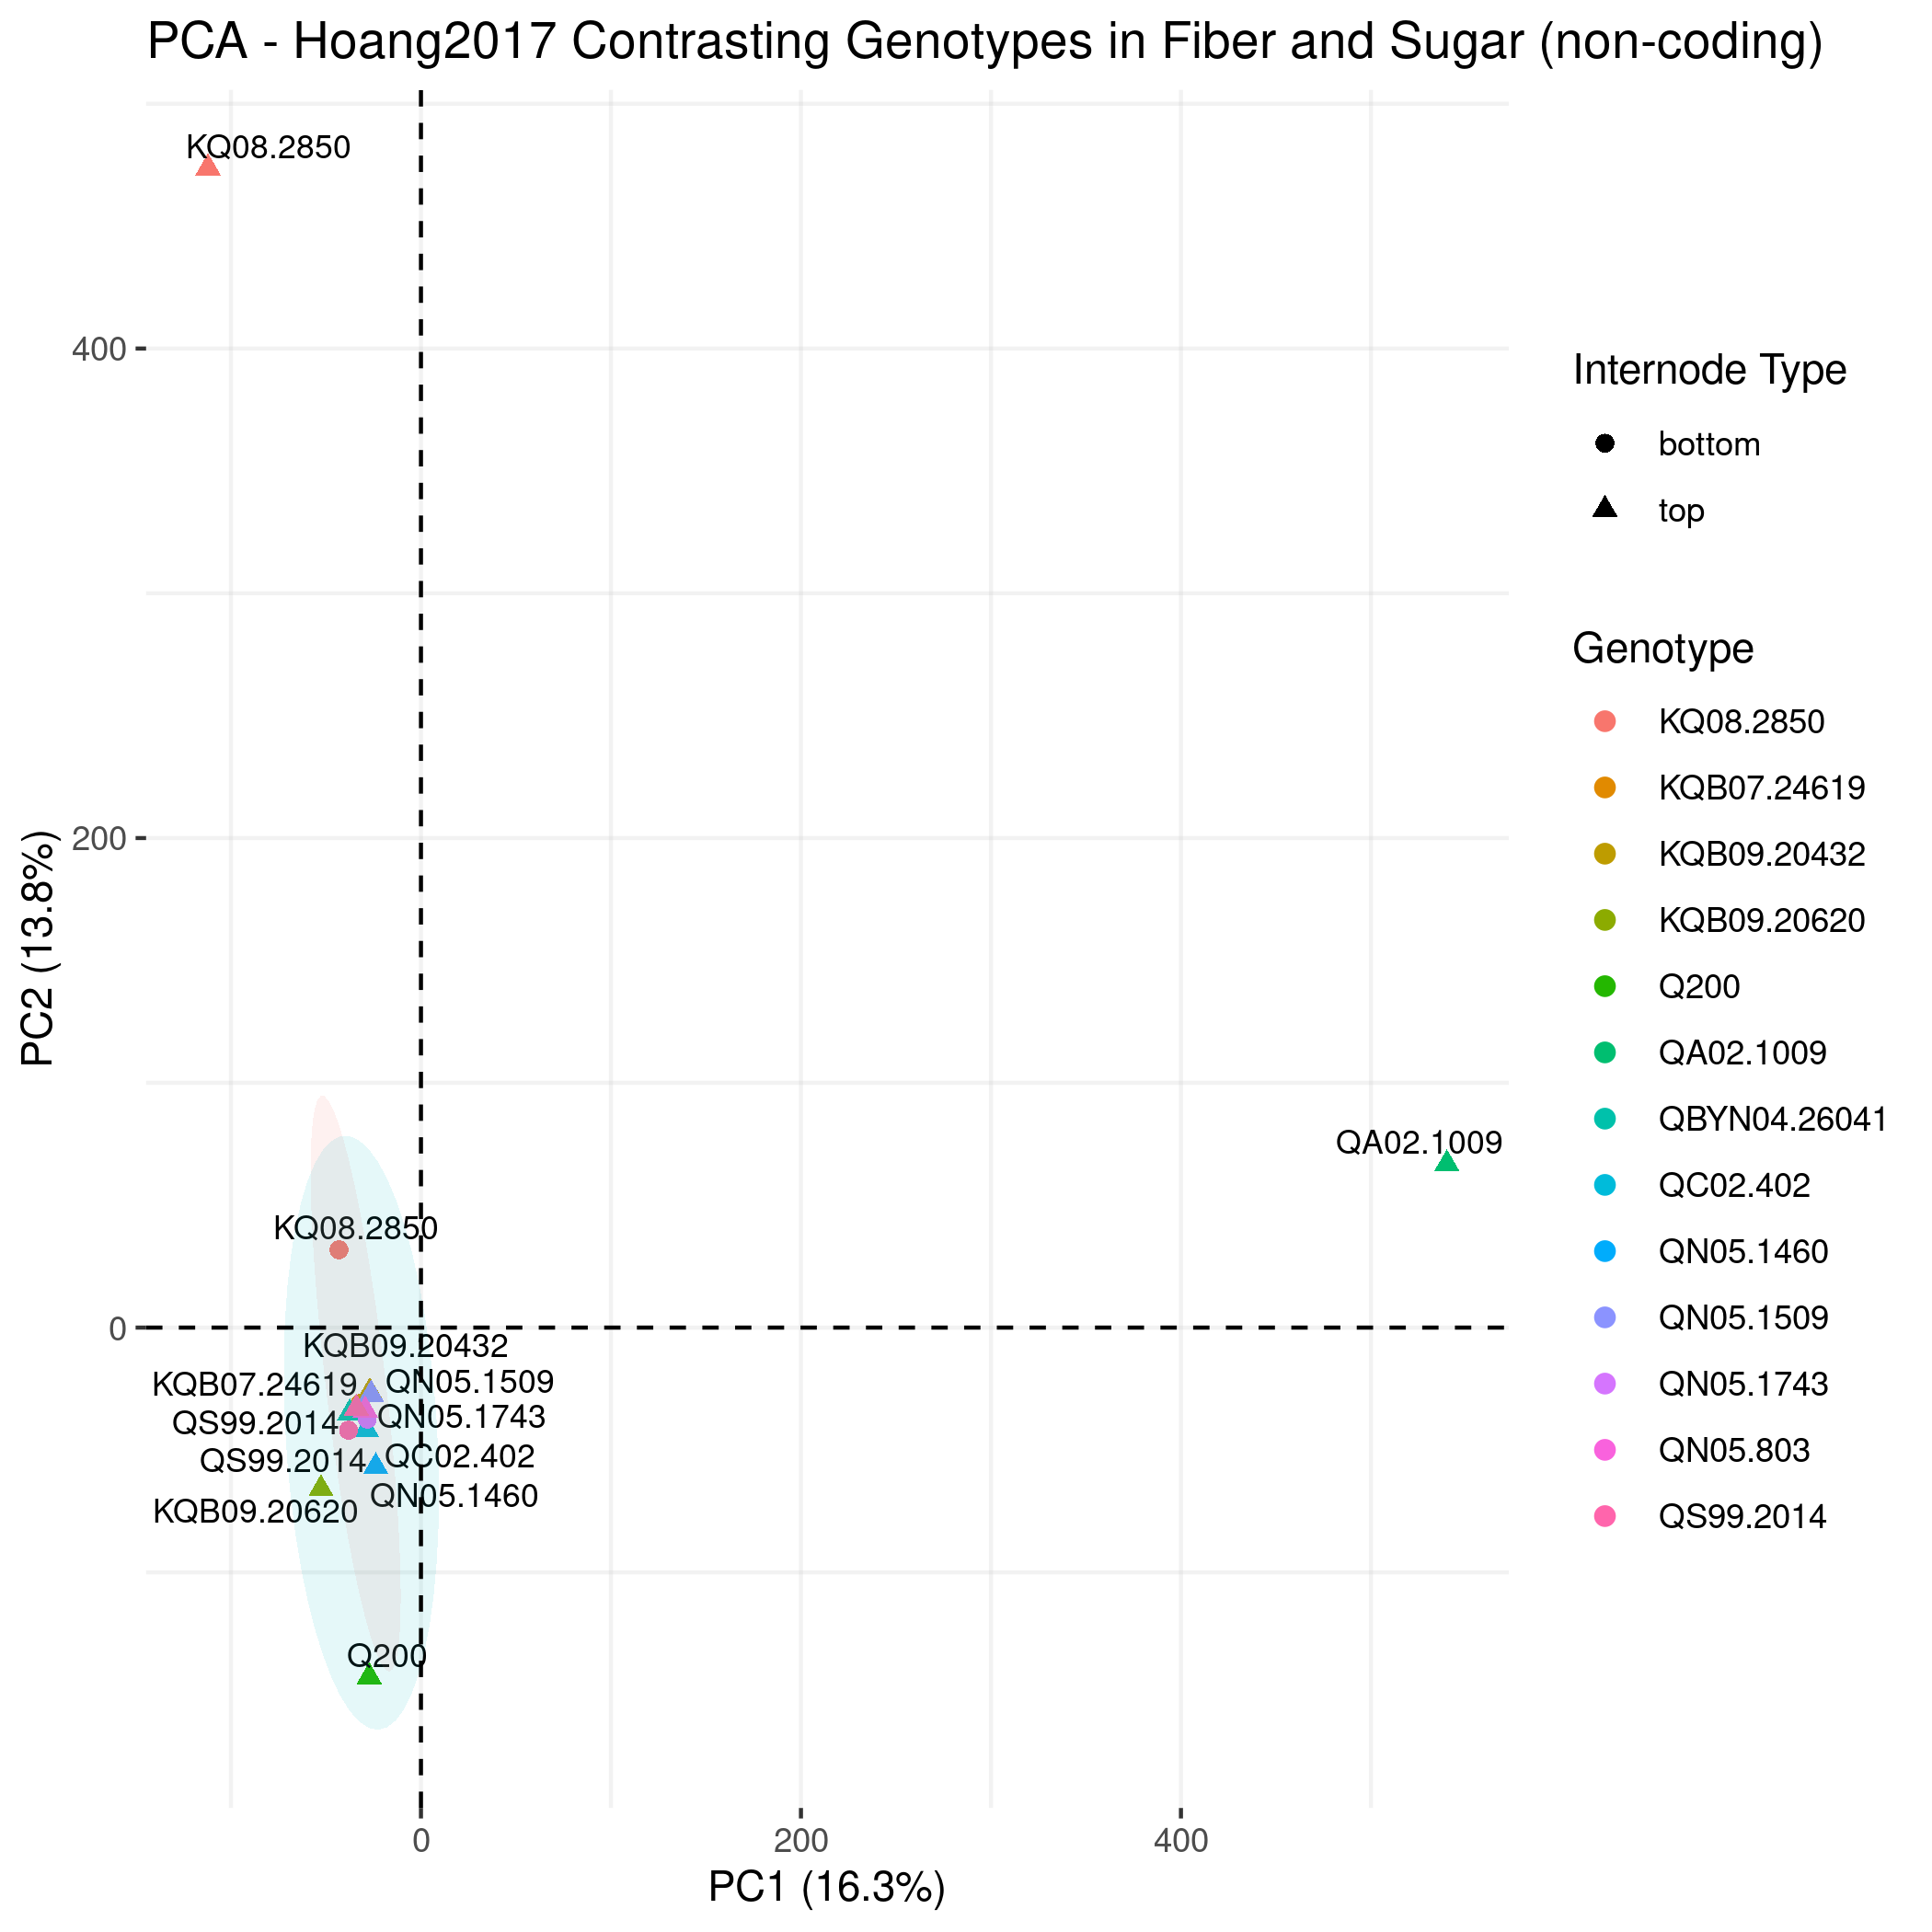 PCA - Hoang2017 Contrasting Genotypes in Fiber and Sugar (non-coding)
KQ08.2850
400
200
0
PC2 (13.8%)
QA02.1009
KQ08.2850
KQB09.20432
KQB07.24619
QN05.1509
QS99.2014
QN05.1743
QS99.2014
QC02.402
QN05.1460
KQB09.20620
Q200
0
200
400
PC1 (16.3%)
Internode Type
bottom
top
Genotype
KQ08.2850
KQB07.24619
KQB09.20432
KQB09.20620
Q200
QA02.1009
QBYN04.26041
QC02.402
QN05.1460
QN05.1509
QN05.1743
QN05.803
QS99.2014